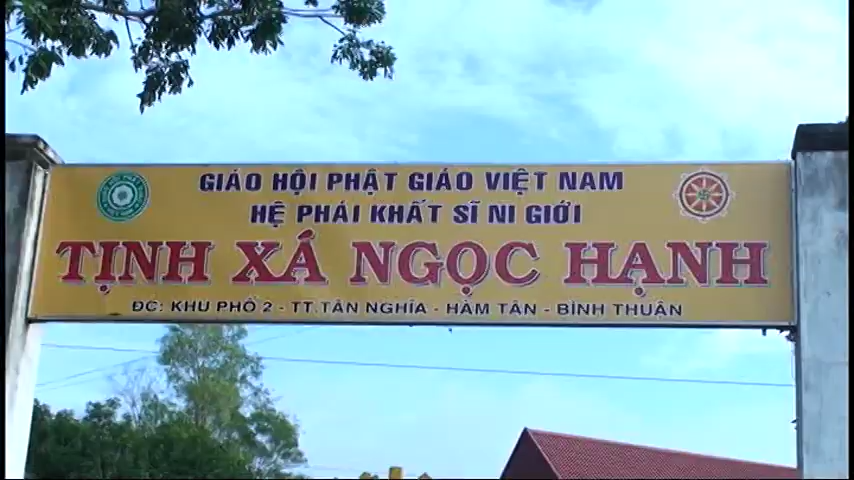 GIÁO HỘI PHẬT GIÁO VIỆT NAM
HỆ PHÁI KHẤT SĨ NI GIỚI
TỊNH XÁ NGỌC HẠNH
ĐC: KHU PHỐ 2 - TT.TÂN NGHĨA - HÀM TÂN - BÌNH THUẬN